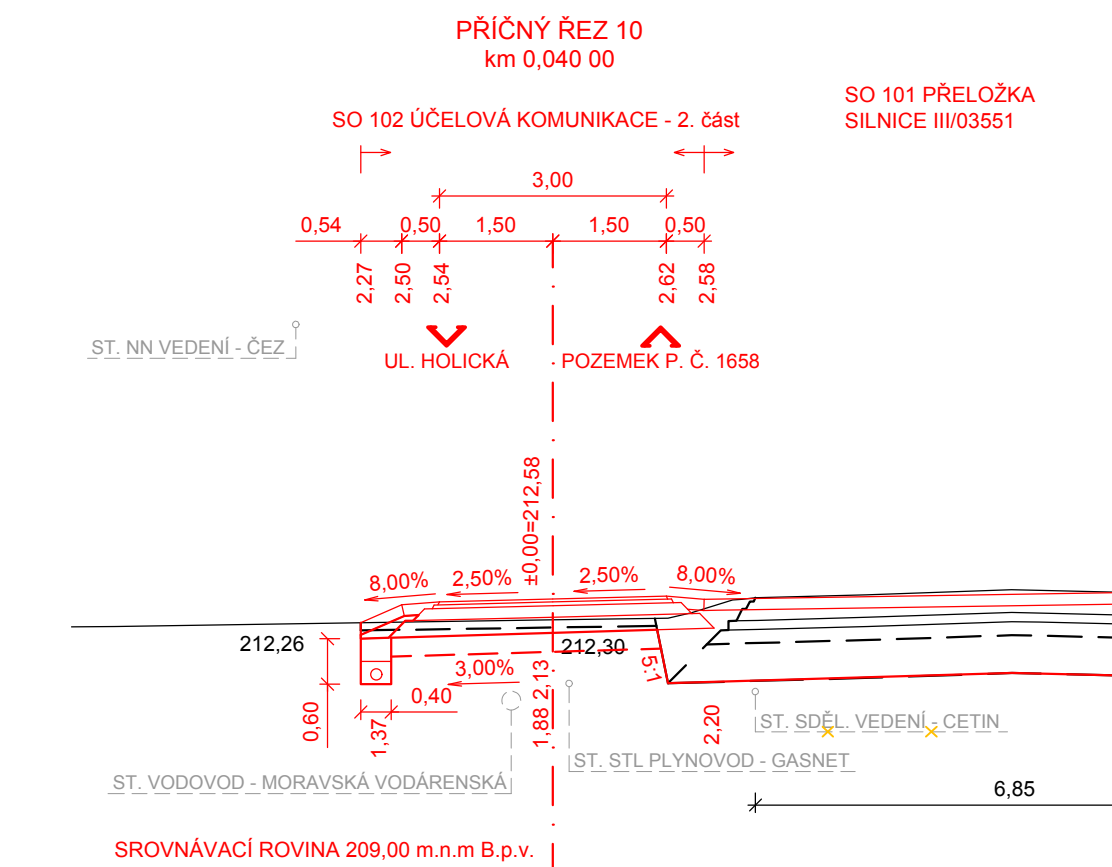 PŘÍČNÝ ŘEZ 10
km 0,040 00
SO 101 PŘELOŽKA
SILNICE III/03551
SO 102 ÚČELOVÁ KOMUNIKACE - 2. část
3,00
0,54 0,50 1,50 1,50 0,50
2,27 2,50 2,54 2,62 2,58
ST. NN VEDENÍ - ČEZ
UL. HOLICKÁ
POZEMEK P. Č. 1658
±0,00=212,58
8,00% 2,50% 2,50% 8,00%
212,26
212,30
5:1
3,00%
0,40
0,60
1,37
1,88 2,13
2,20
ST. SDĚL. VEDENÍ - CETIN
ST. STL PLYNOVOD - GASNET
ST. VODOVOD - MORAVSKÁ VODÁRENSKÁ
6,85
SROVNÁVACÍ ROVINA 209,00 m.n.m B.p.v.